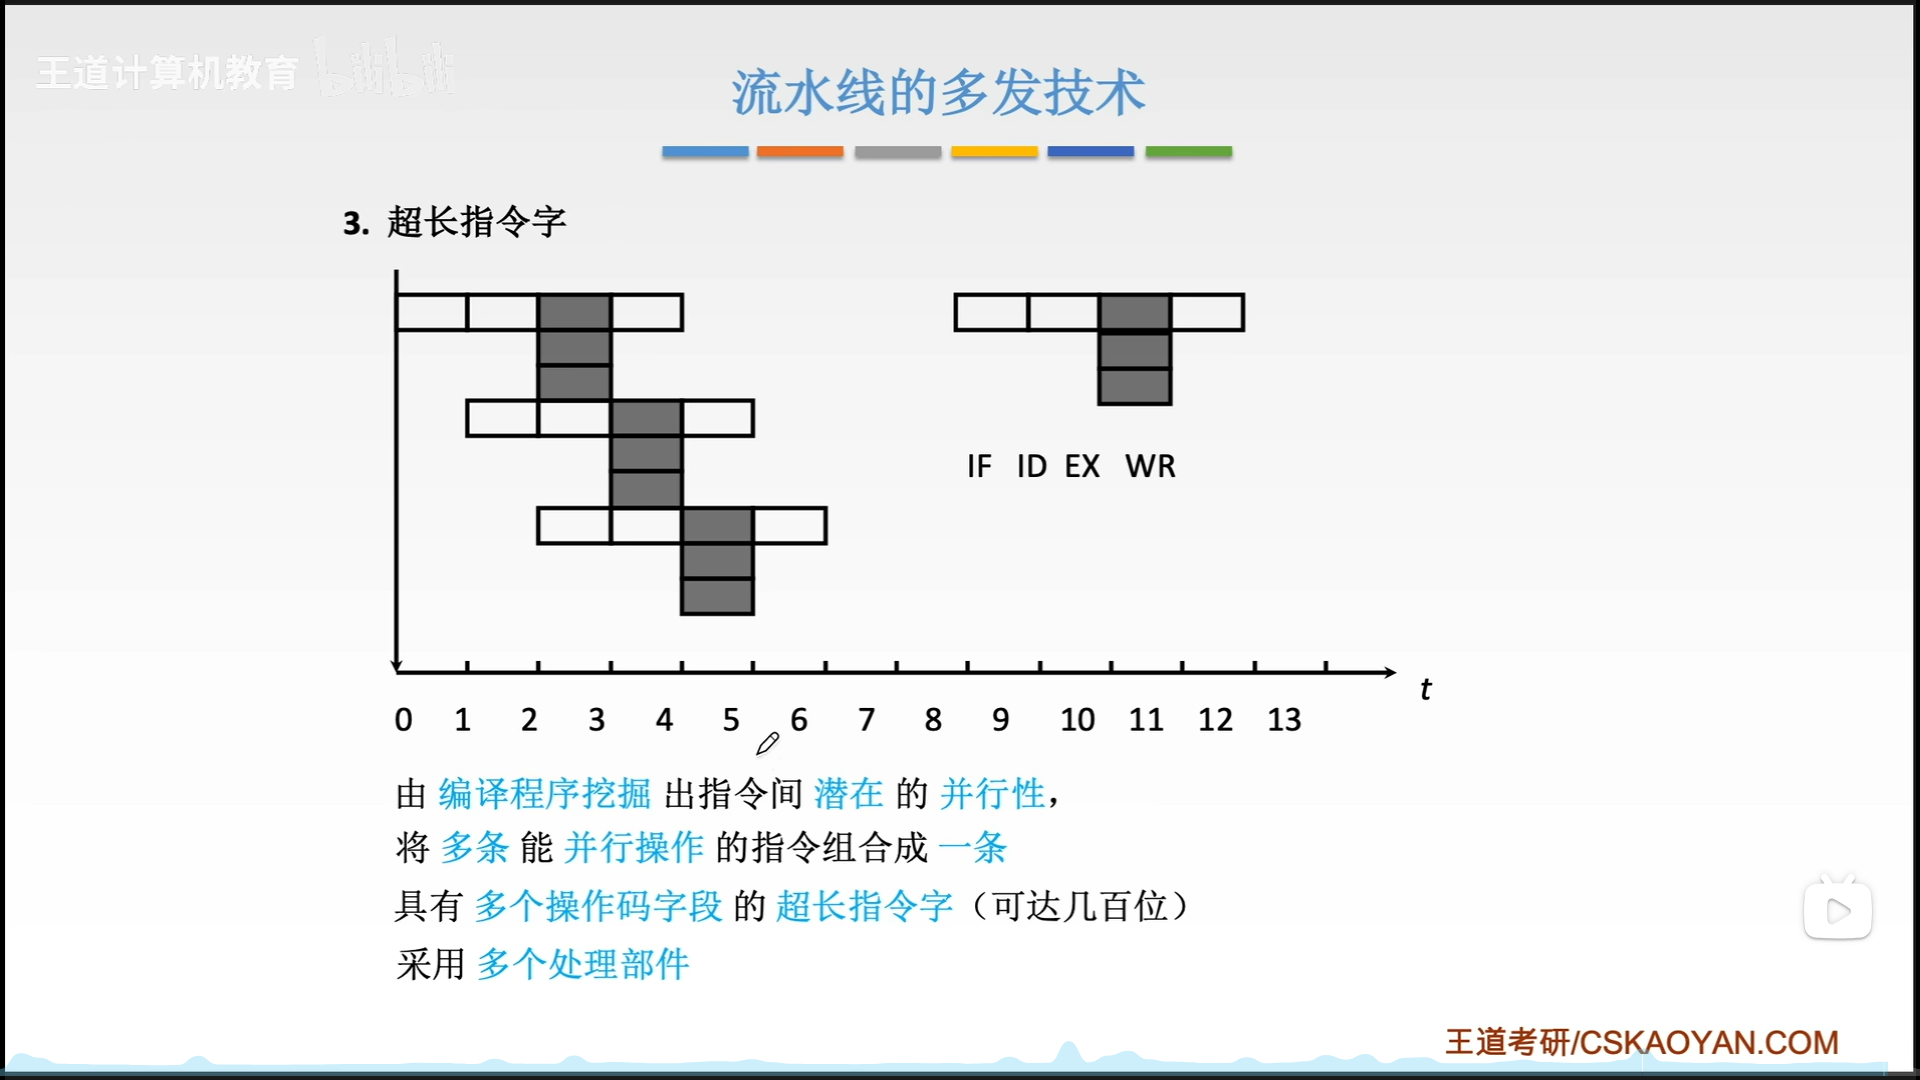 王道计算机教育 bilibili
流水线的多发技术
3. 超长指令字
IF ID EX WR
t
0 1 2 3 4 5 6 7 8 9 10 11 12 13
由 编译程序挖掘 出指令间 潜在 的 并行性，
将 多条 能 并行操作 的指令组合成 一条
具有 多个操作码字段 的 超长指令字（可达几百位）
采用 多个处理部件
王道考研/CSKAOYAN.COM